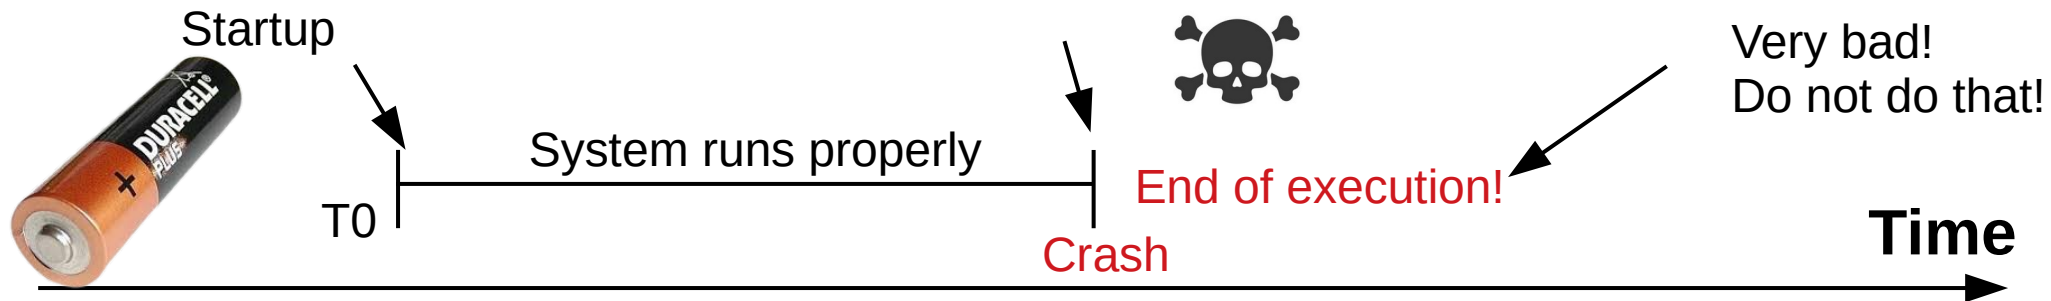 Startup
DURACELL®
PLUS
+
System runs properly
T0
Crash
End of execution!
Very bad!
Do not do that!
Time